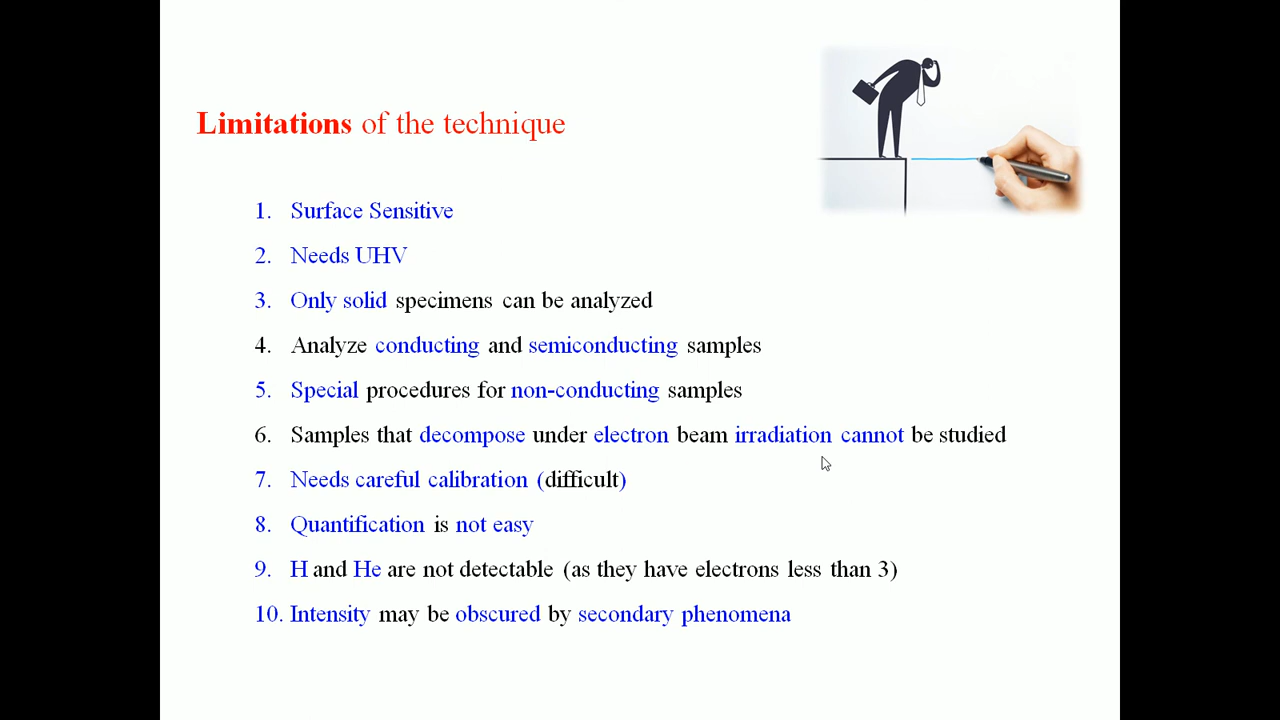 Limitations of the technique
1. Surface Sensitive
2. Needs UHV
3. Only solid specimens can be analyzed
4. Analyze conducting and semiconducting samples
5. Special procedures for non-conducting samples
6. Samples that decompose under electron beam irradiation cannot be studied
7. Needs careful calibration (difficult)
8. Quantification is not easy
9. H and He are not detectable (as they have electrons less than 3)
10. Intensity may be obscured by secondary phenomena